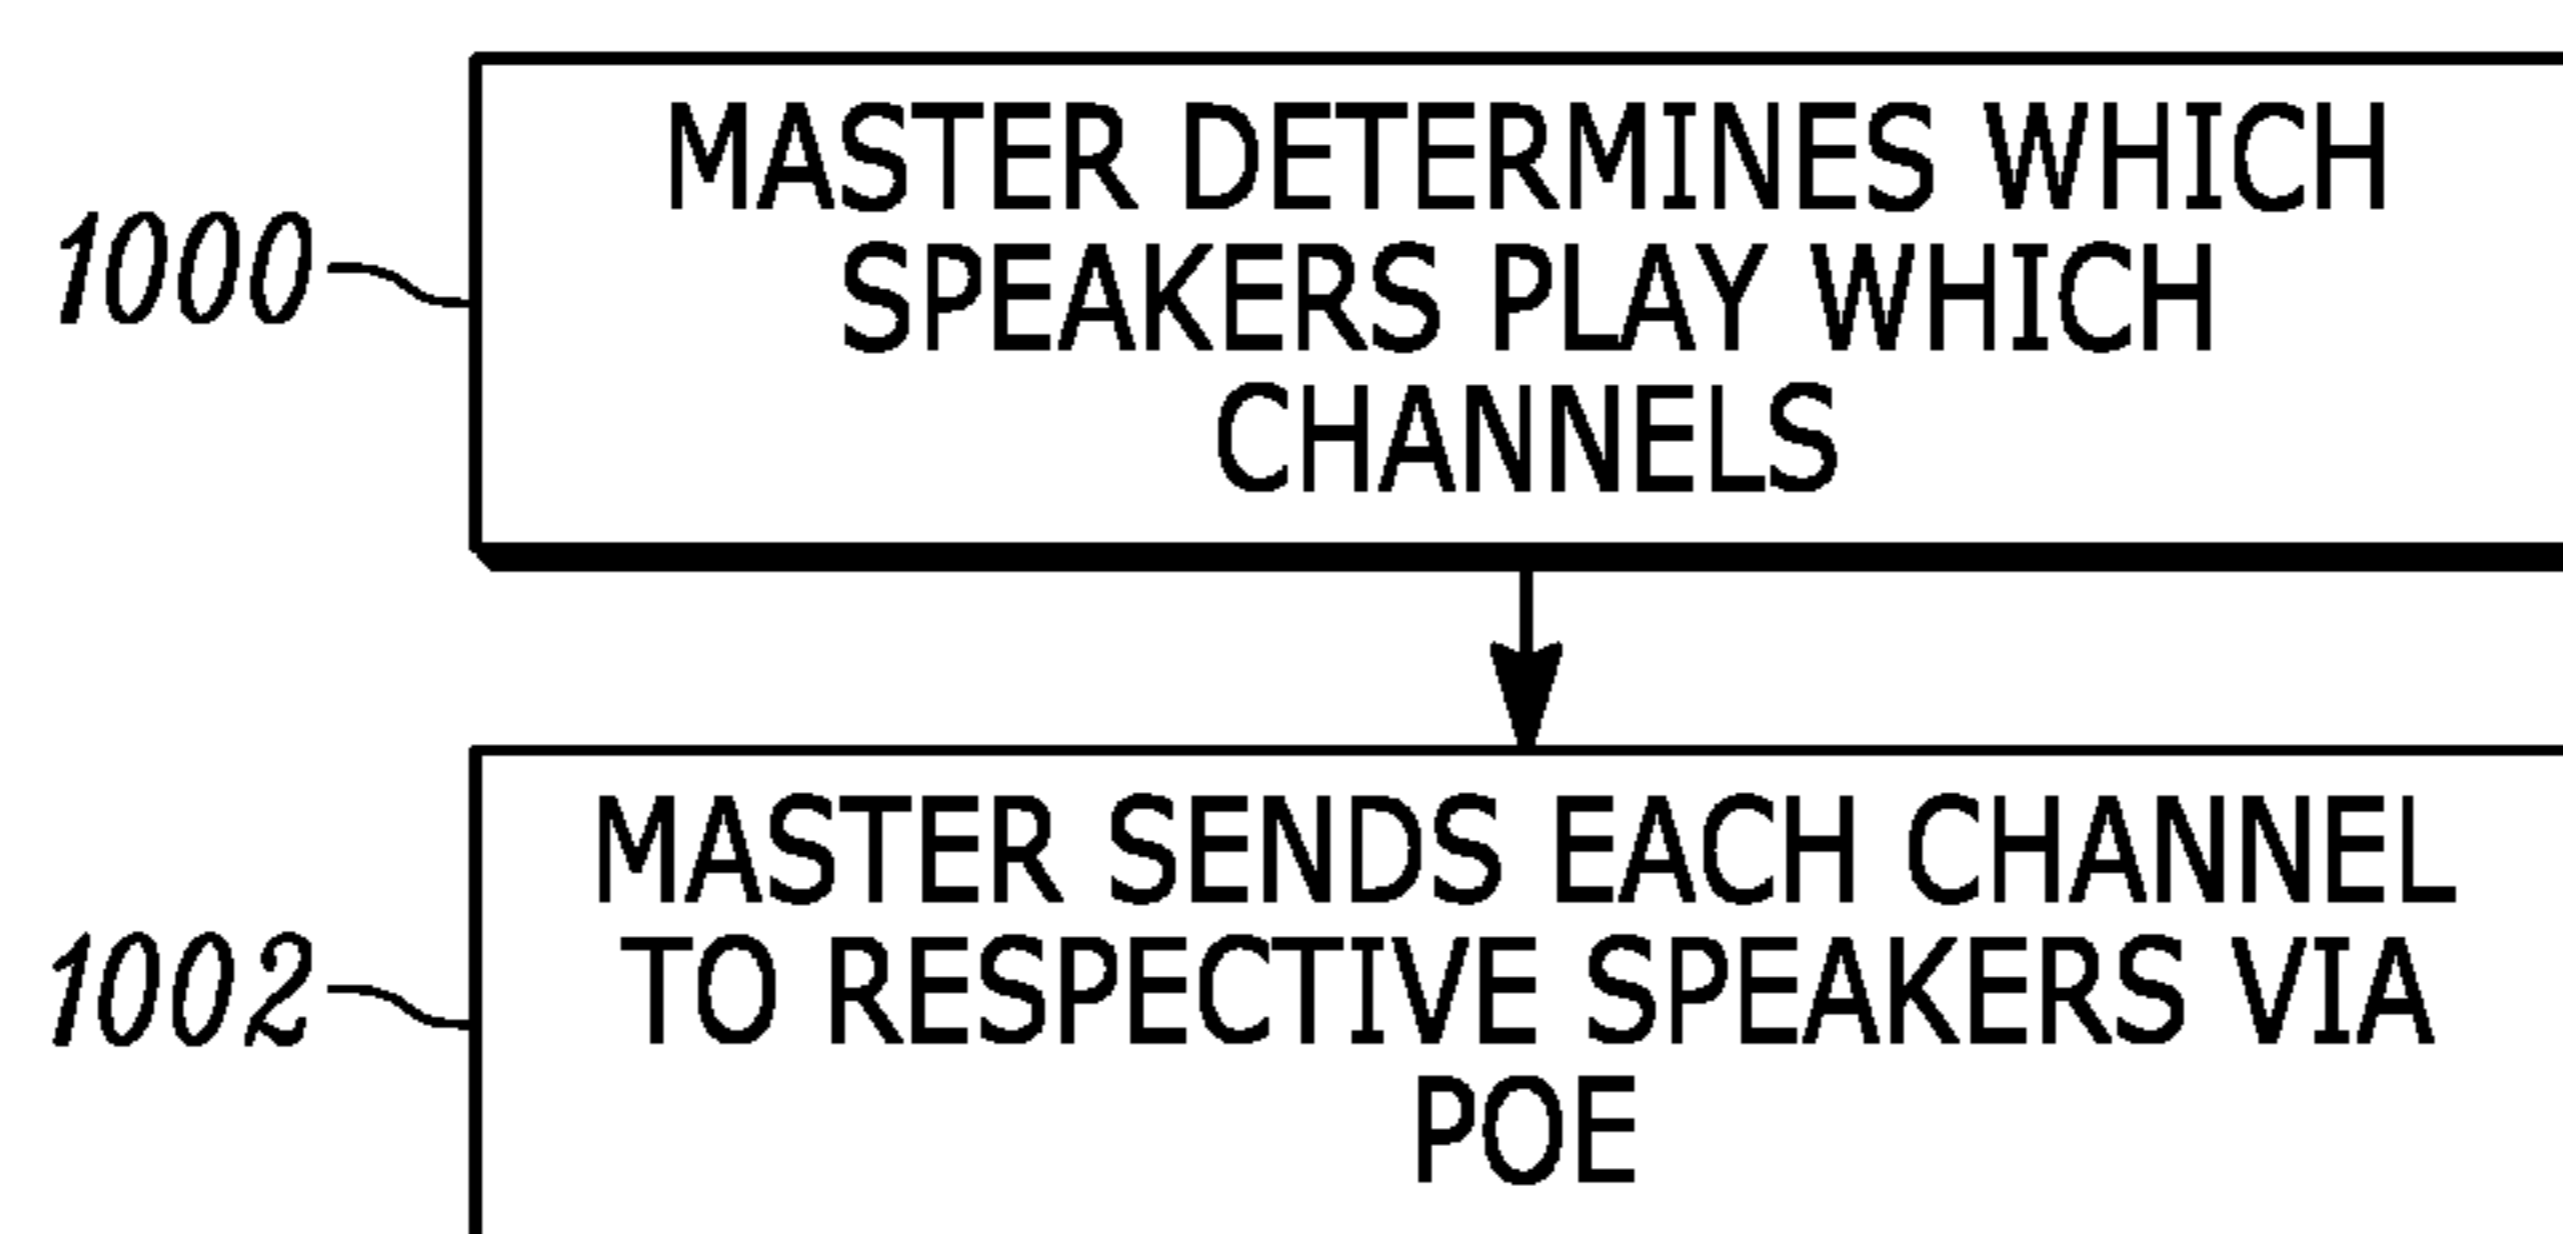 MASTER DETERMINES WHICH
1000
SPEAKERS PLAY WHICH
CHANNELS
MASTER SENDS EACH CHANNEL
1002
TO RESPECTIVE SPEAKERS VIA
POE